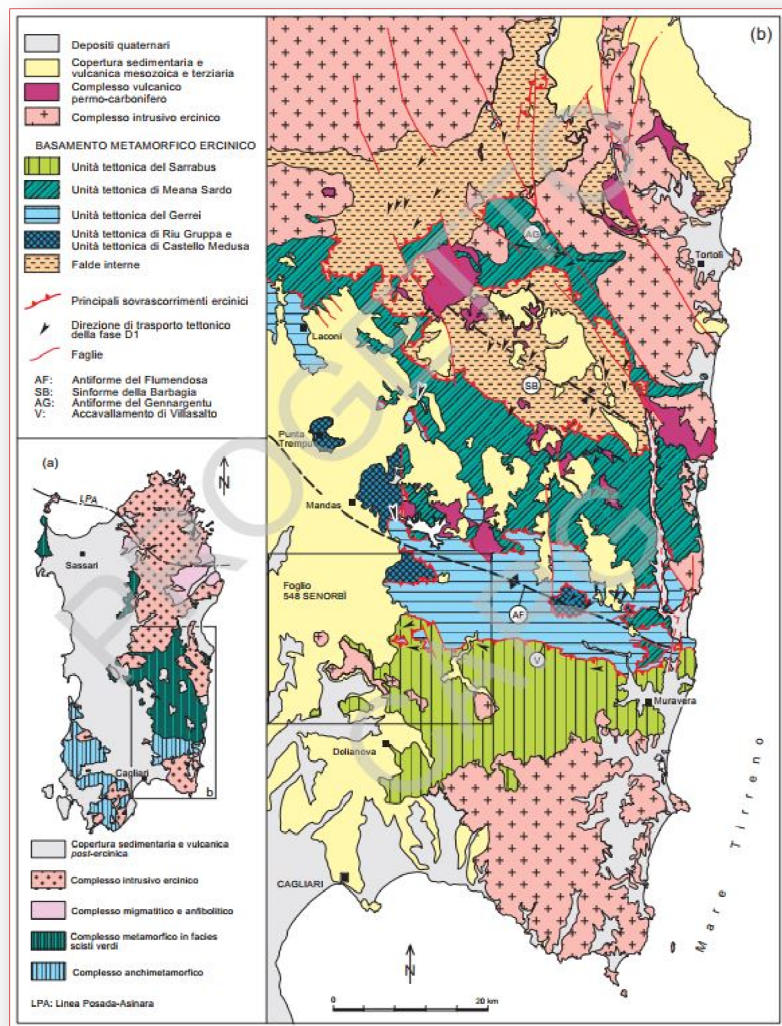 (b)
Depositi quaternari
Copertura sedimentaria e
vulcanica mesozoica e terziaria
Complesso vulcanico
permo-carbonifero
Complesso intrusivo ercinico
BASAMENTO METAMORFICO ERCINICO
Unità tettonica del Sarrabus
Unità tettonica di Meana Sardo
Unità tettonica del Gerrei
Unità tettonica di Riu Gruppa e
Unità tettonica di Castello Medusa
Falde interne
Principali sovrascorrimenti ercinici
Direzione di trasporto tettonico
della fase D1
Faglie
AF: Antiforme del Flumendosa
SB: Sinforme della Barbagia
AG: Antiforme del Gennargentu
V: Accavallamento di Villasalto
AG
Tortolì
Laconi
SB
Punta
Trempu
Mandas
Foglio
548 SENORBÌ
AF
V
Muravera
Dolianova
CAGLIARI
Mare Tirreno
N
0 20 km
(a)
N
LPA
Sassari
Cagliari
b
Copertura sedimentaria e vulcanica
post-ercinica
Complesso intrusivo ercinico
Complesso migmatitico e anfibolitico
Complesso metamorfico in facies
scisti verdi
Complesso anchimetamorfico
LPA: Linea Posada-Asinara
PROGETTO
CARG